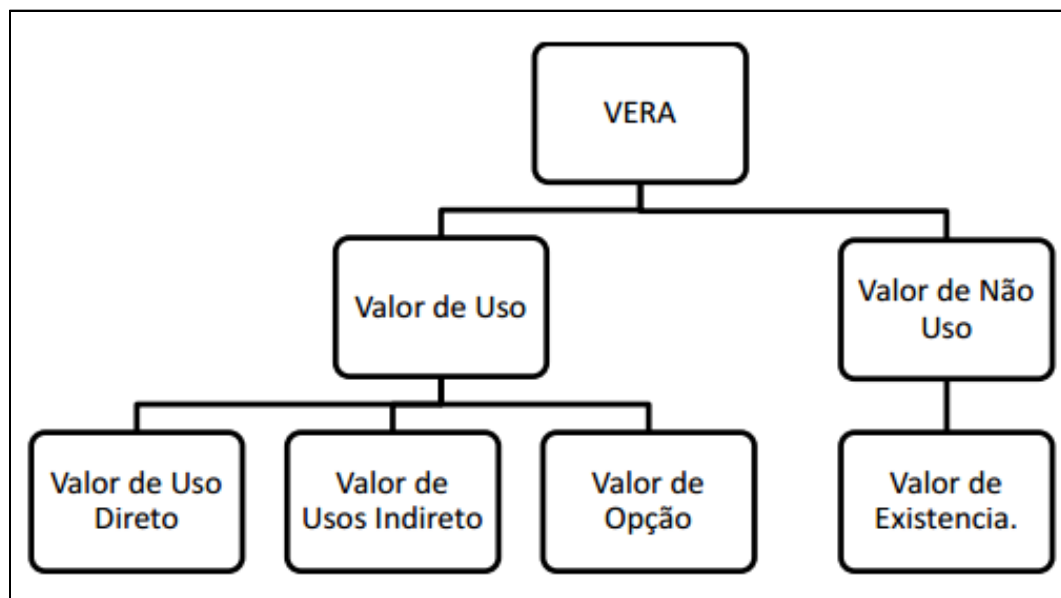 VERA
Valor de Uso
Valor de Não
Uso
Valor de Uso
Direto
Valor de
Usos Indireto
Valor de
Opção
Valor de
Existencia.